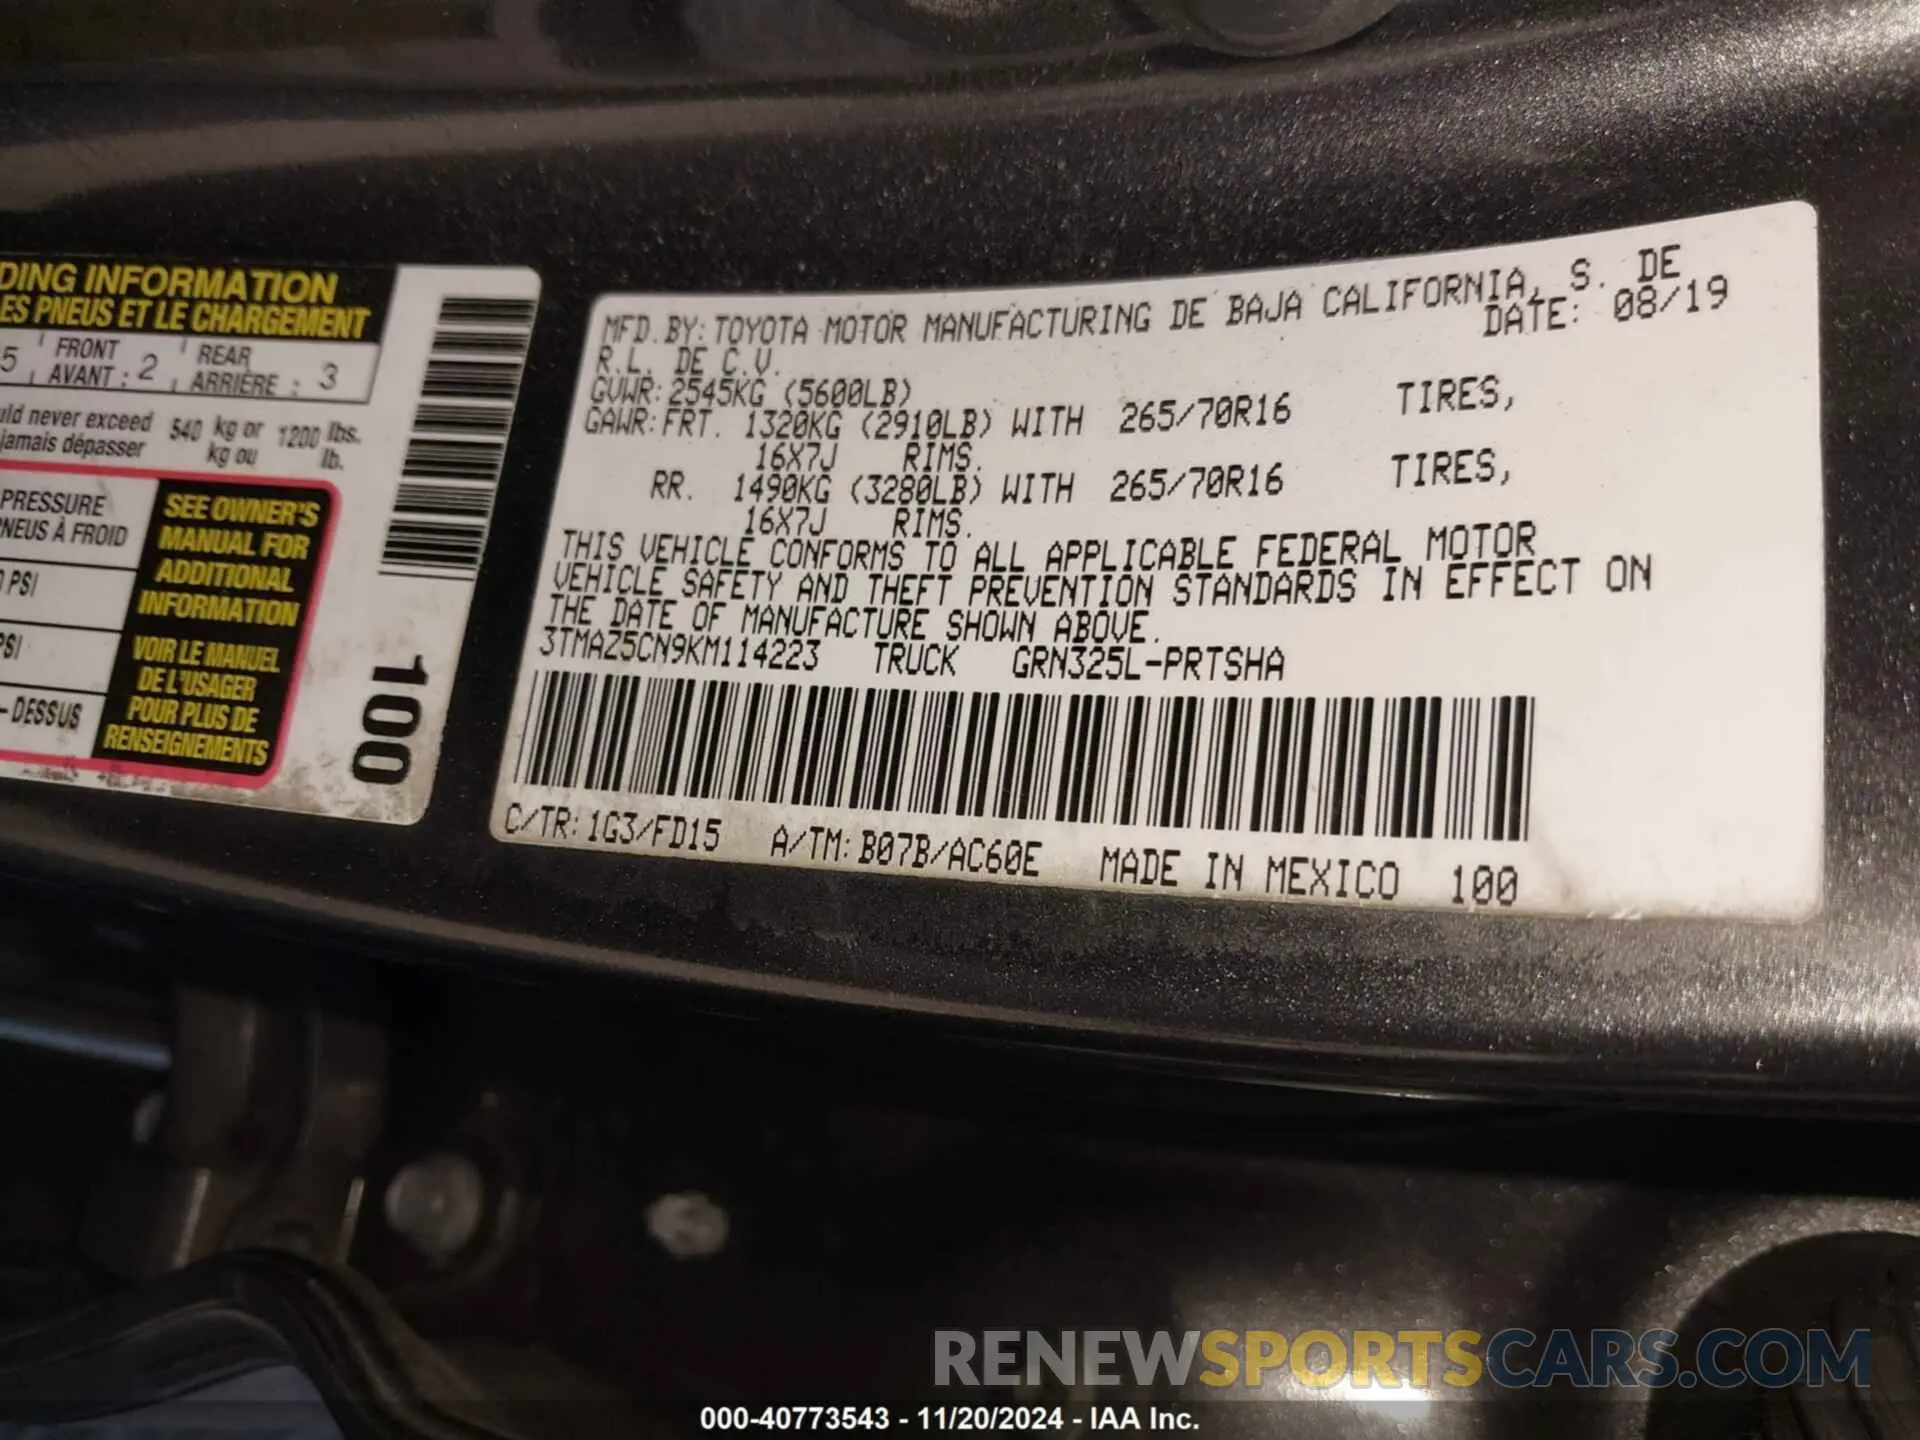 DING INFORMATION
ES PNEUS ET LE CHARGEMENT
5 FRONT AVANT : 2 REAR ARRIÈRE : 3
uld never exceed 540 kg or 1200 lbs.
jamais dépasser kg ou lb.
PRESSURE
NEUS À FROID
PSI
PSI
- DESSUS
SEE OWNER'S
MANUAL FOR
ADDITIONAL
INFORMATION
VOIR LE MANUEL
DE L'USAGER
POUR PLUS DE
RENSEIGNEMENTS
100
MFD.BY:TOYOTA MOTOR MANUFACTURING DE BAJA CALIFORNIA, S. DE
R.L. DE C.V. DATE: 08/19
GVWR:2545KG (5600LB)
GAWR:FRT. 1320KG (2910LB) WITH 265/70R16 TIRES,
16X7J RIMS.
RR. 1490KG (3280LB) WITH 265/70R16 TIRES,
16X7J RIMS.
THIS VEHICLE CONFORMS TO ALL APPLICABLE FEDERAL MOTOR
VEHICLE SAFETY AND THEFT PREVENTION STANDARDS IN EFFECT ON
THE DATE OF MANUFACTURE SHOWN ABOVE.
3TMAZ5CN9KM114223 TRUCK GRN325L-PRTSHA
C/TR:1G3/FD15 A/TM:B07B/AC60E MADE IN MEXICO 100
RENEWSPORTSCARS.COM
000-40773543 - 11/20/2024 - IAA Inc.